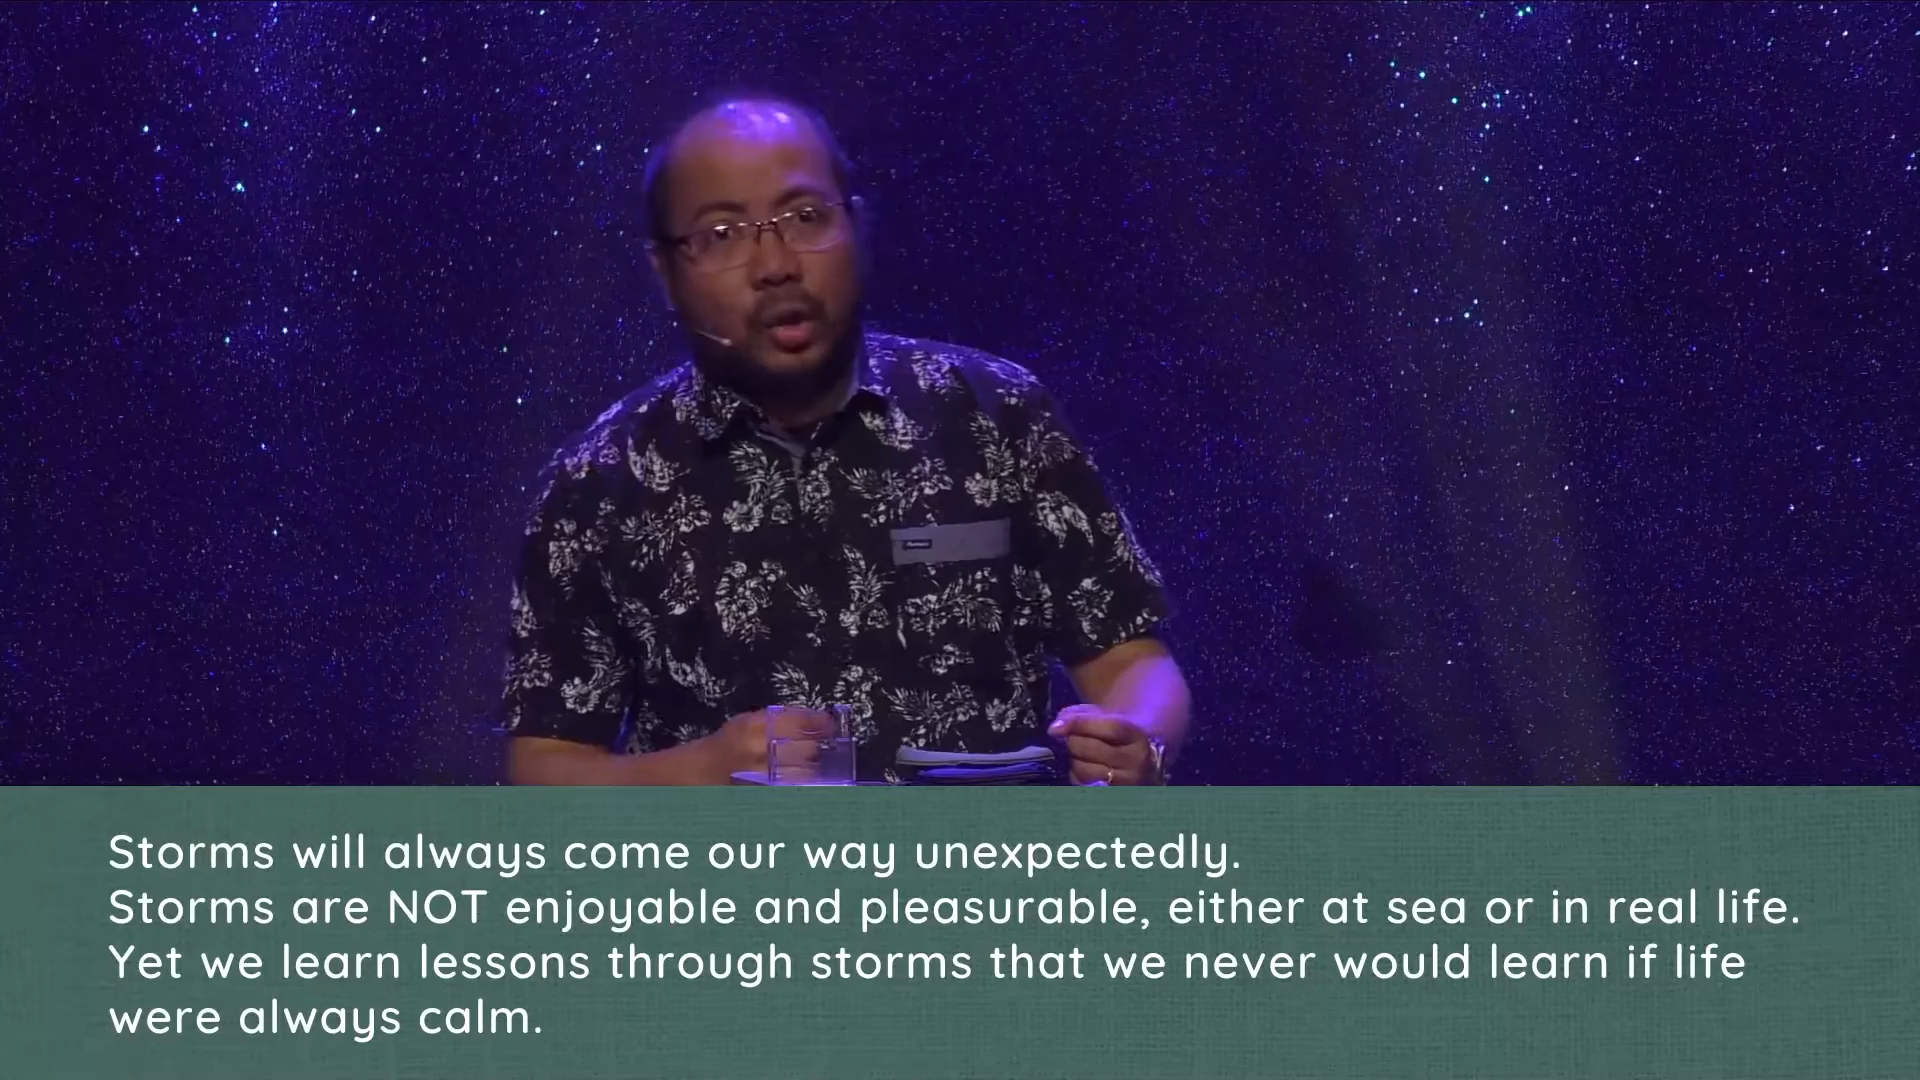 Storms will always come our way unexpectedly.
Storms are NOT enjoyable and pleasurable, either at sea or in real life.
Yet we learn lessons through storms that we never would learn if life
were always calm.